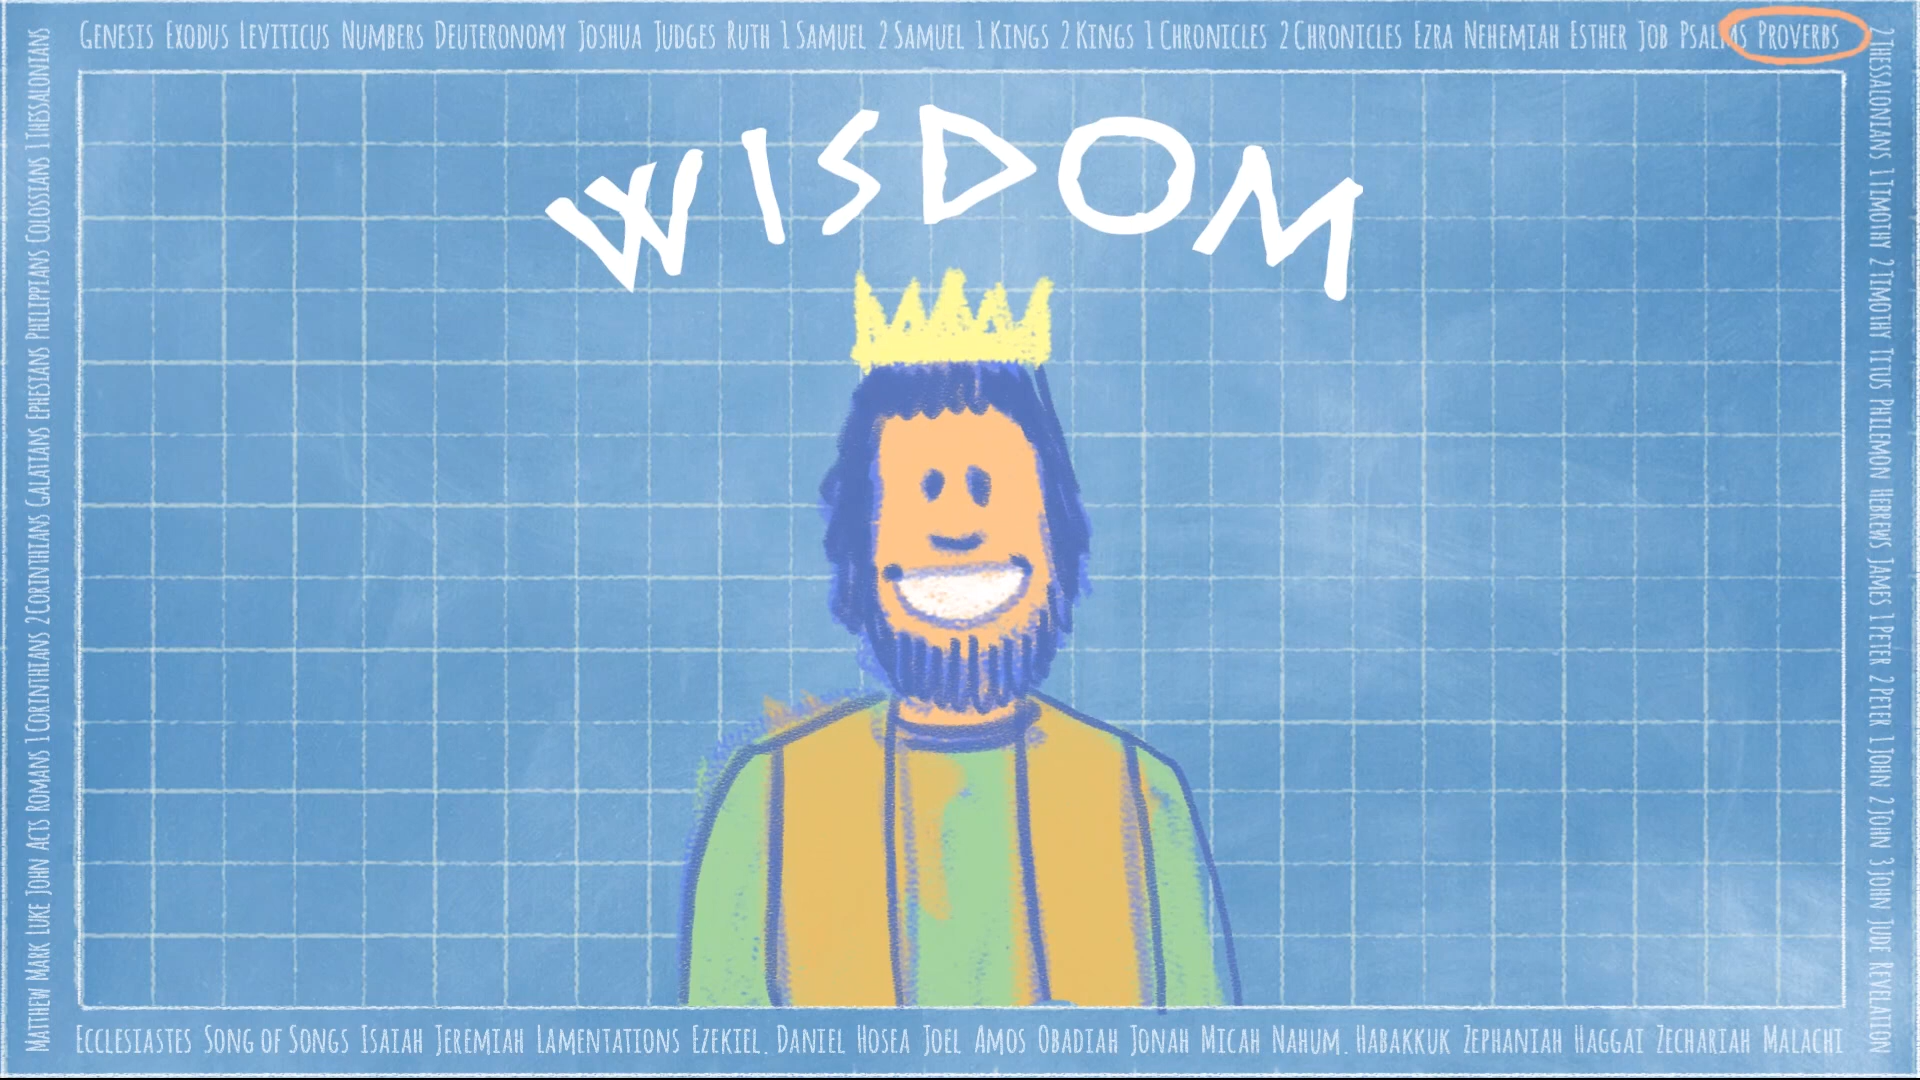 Genesis Exodus Leviticus Numbers Deuteronomy Joshua Judges Ruth 1 Samuel 2 Samuel 1 Kings 2 Kings 1 Chronicles 2 Chronicles Ezra Nehemiah Esther Job Psalms Proverbs
WISDOM
Ecclesiastes Song of Songs Isaiah Jeremiah Lamentations Ezekiel. Daniel Hosea Joel Amos Obadiah Jonah Micah Nahum. Habakkuk Zephaniah Haggai Zechariah Malachi
Matthew Mark Luke John Acts Romans 1 Corinthians 2 Corinthians Galatians Ephesians Philippians Colossians 1 Thessalonians
2 Thessalonians 1 Timothy 2 Timothy Titus Philemon Hebrews James 1 Peter 2 Peter 1 John 2 John 3 John Jude Revelation